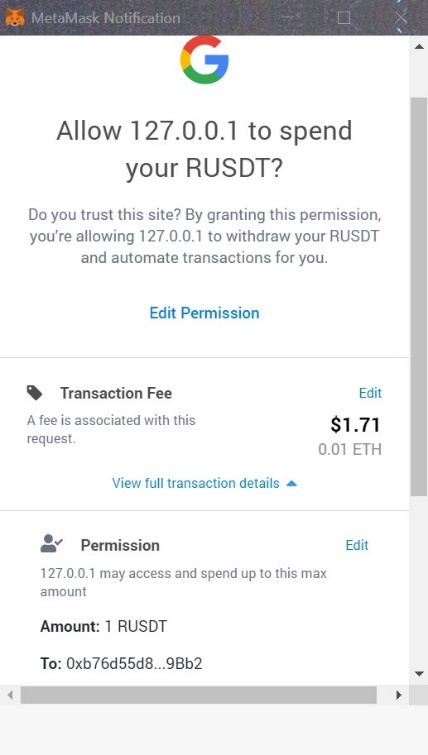 MetaMask Notification
Allow 127.0.0.1 to spend
your RUSDT?
Do you trust this site? By granting this permission,
you're allowing 127.0.0.1 to withdraw your RUSDT
and automate transactions for you.
Edit Permission
Transaction Fee
Edit
A fee is associated with this
request.
$1.71
0.01 ETH
View full transaction details
Permission
Edit
127.0.0.1 may access and spend up to this max
amount
Amount: 1 RUSDT
To: 0xb76d55d8...9Bb2